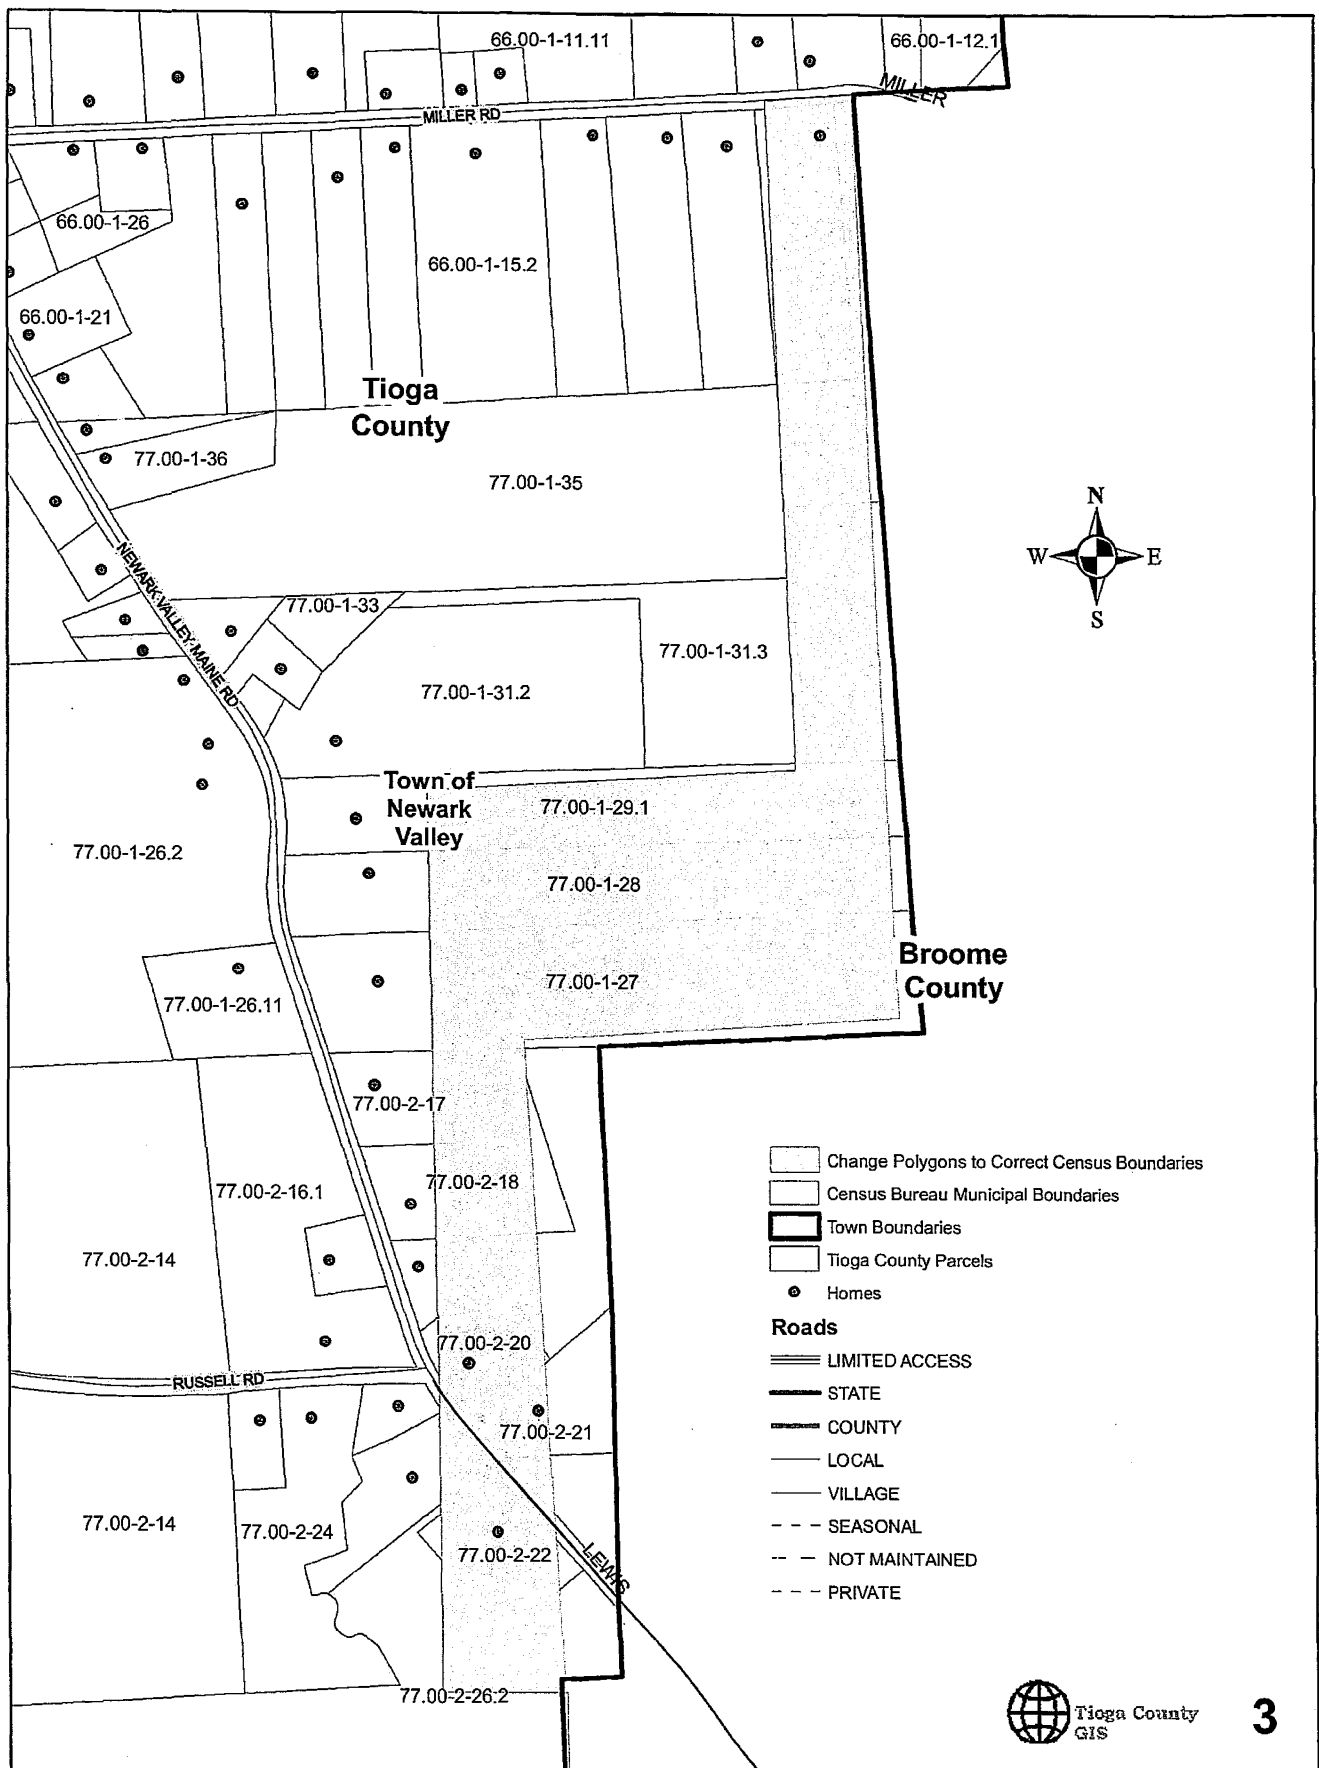 66.00-1-11.11
66.00-1-12.1
MILLER
MILLER RD
66.00-1-26
66.00-1-15.2
66.00-1-21
Tioga
County
77.00-1-36
77.00-1-35
N
W E
S
NEWARK VALLEY-MAINE RD
77.00-1-33
77.00-1-31.3
77.00-1-31.2
Town of
Newark
Valley
77.00-1-29.1
77.00-1-26.2
77.00-1-28
Broome
County
77.00-1-27
77.00-1-26.11
77.00-2-17
77.00-2-18
77.00-2-16.1
77.00-2-14
77.00-2-20
RUSSELL RD
77.00-2-21
77.00-2-14
77.00-2-24
77.00-2-22
LEWIS
77.00-2-26.2
Change Polygons to Correct Census Boundaries
Census Bureau Municipal Boundaries
Town Boundaries
Tioga County Parcels
Homes
Roads
LIMITED ACCESS
STATE
COUNTY
LOCAL
VILLAGE
SEASONAL
NOT MAINTAINED
PRIVATE
Tioga County
GIS
3